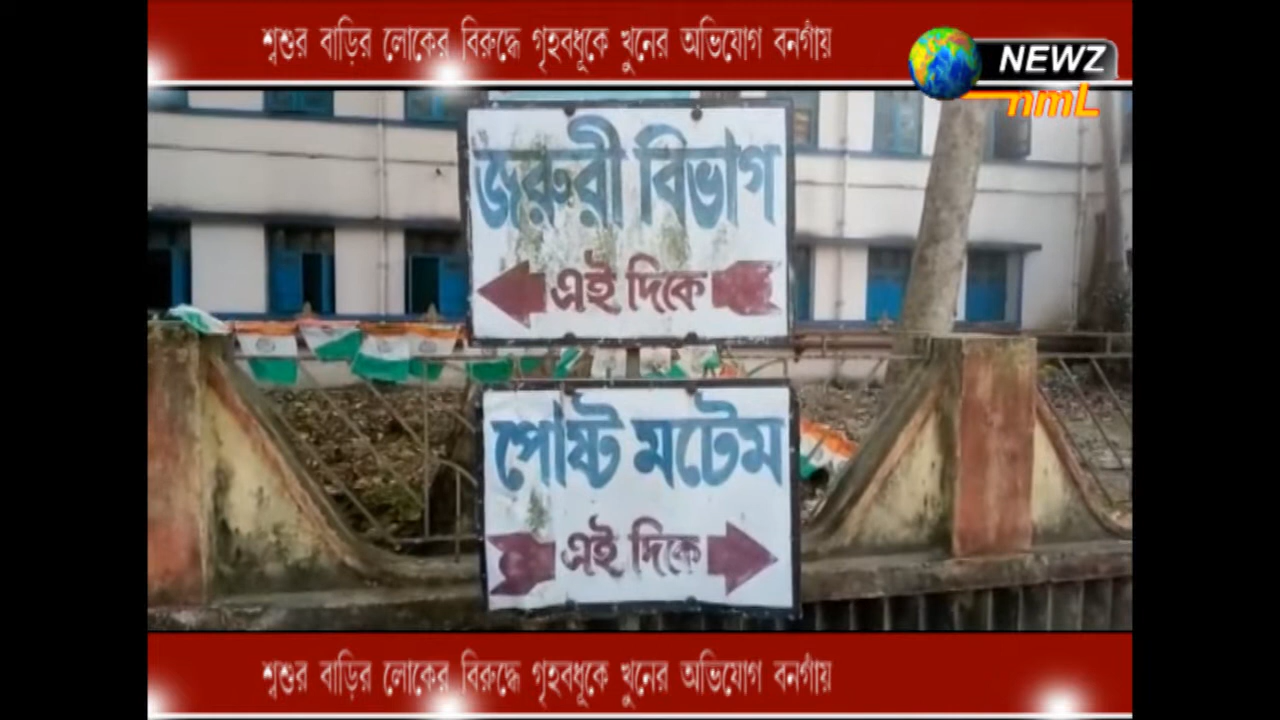 শ্বশুর বাড়ির লোকের বিরুদ্ধে গৃহবধূকে খুনের অভিযোগ বনগাঁয়
NEWZ
nmL
জরুরী বিভাগ
এই দিকে
পোষ্ট মর্টেম
এই দিকে
শ্বশুর বাড়ির লোকের বিরুদ্ধে গৃহবধূকে খুনের অভিযোগ বনগাঁয়